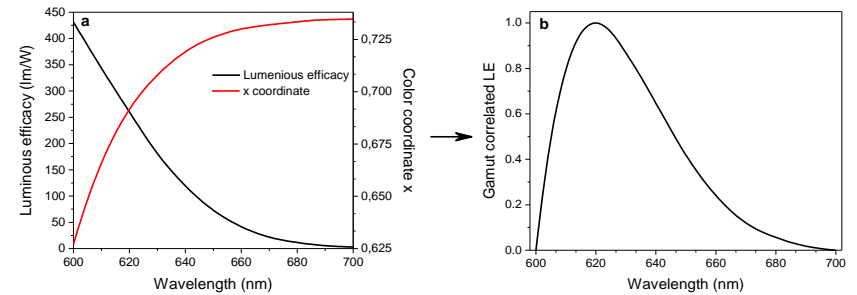 a
450
400
350
300
250
200
150
100
50
0
Luminous efficacy (lm/W)
Lumenious efficacy
x coordinate
0,725
0,700
0,675
0,650
0,625
Color coordinate x
600 620 640 660 680 700
Wavelength (nm)
b
1.0
0.8
0.6
0.4
0.2
0.0
Gamut correlated LE
600 620 640 660 680 700
Wavelength (nm)